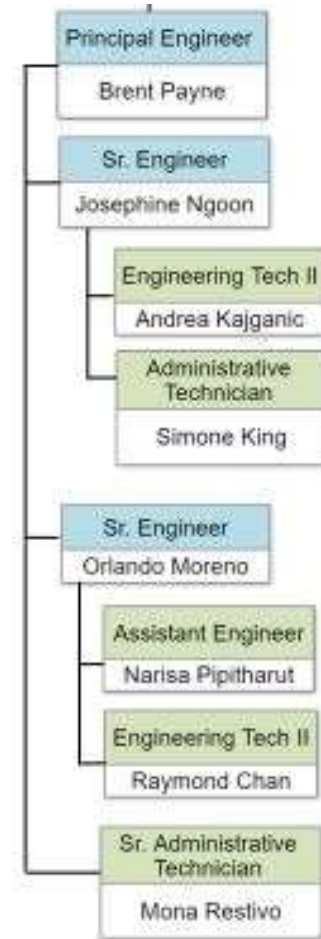 Principal Engineer
Brent Payne
Sr. Engineer
Josephine Ngoon
Engineering Tech II
Andrea Kajganic
Administrative
Technician
Simone King
Sr. Engineer
Orlando Moreno
Assistant Engineer
Narisa Pipitharut
Engineering Tech II
Raymond Chan
Sr. Administrative
Technician
Mona Restivo